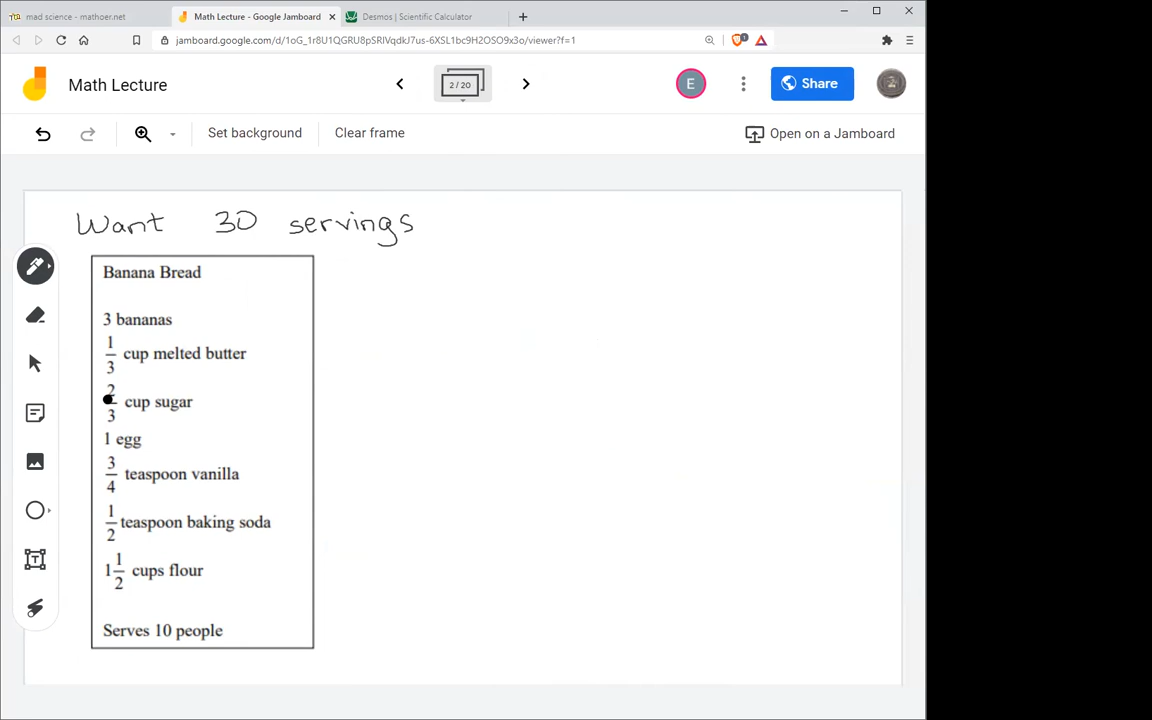 mad science - mathoer.net
Math Lecture - Google Jamboard
Desmos | Scientific Calculator
jamboard.google.com/d/1oG_1r8U1QGRU8pSRIVqdkJ7us-6XSL1bc9H2OSO9x3o/viewer?f=1
1
Math Lecture
2 / 20
E
Share
Set background
Clear frame
Open on a Jamboard
Want 30 servings
Banana Bread
3 bananas
1/3 cup melted butter
2/3 cup sugar
1 egg
3/4 teaspoon vanilla
1/2 teaspoon baking soda
1 1/2 cups flour
Serves 10 people